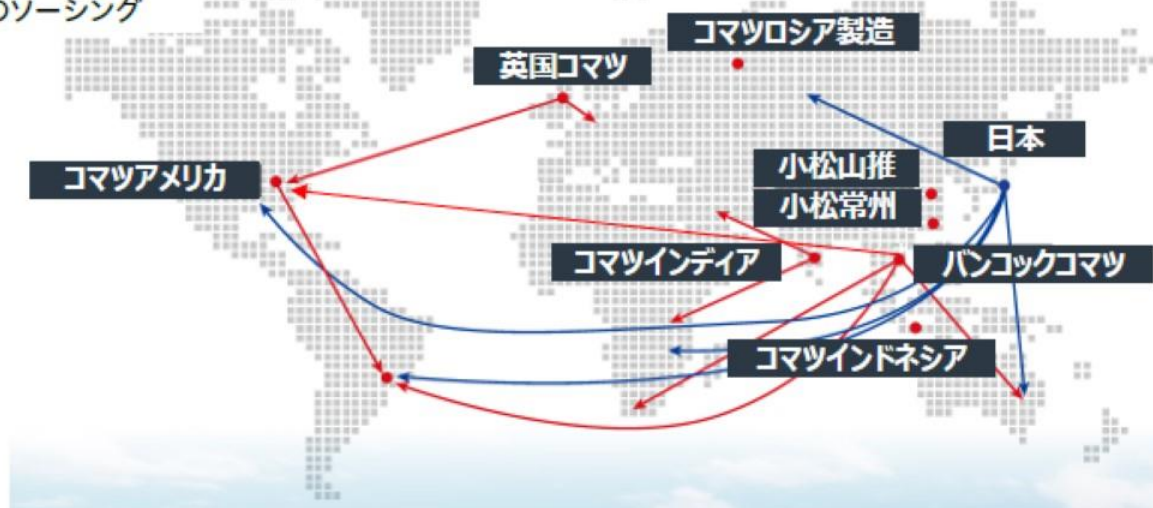 のソーシング
コマツロシア製造
英国コマツ
日本
コマツアメリカ
小松山推
小松常州
コマツインディア
バンコックコマツ
コマツインドネシア